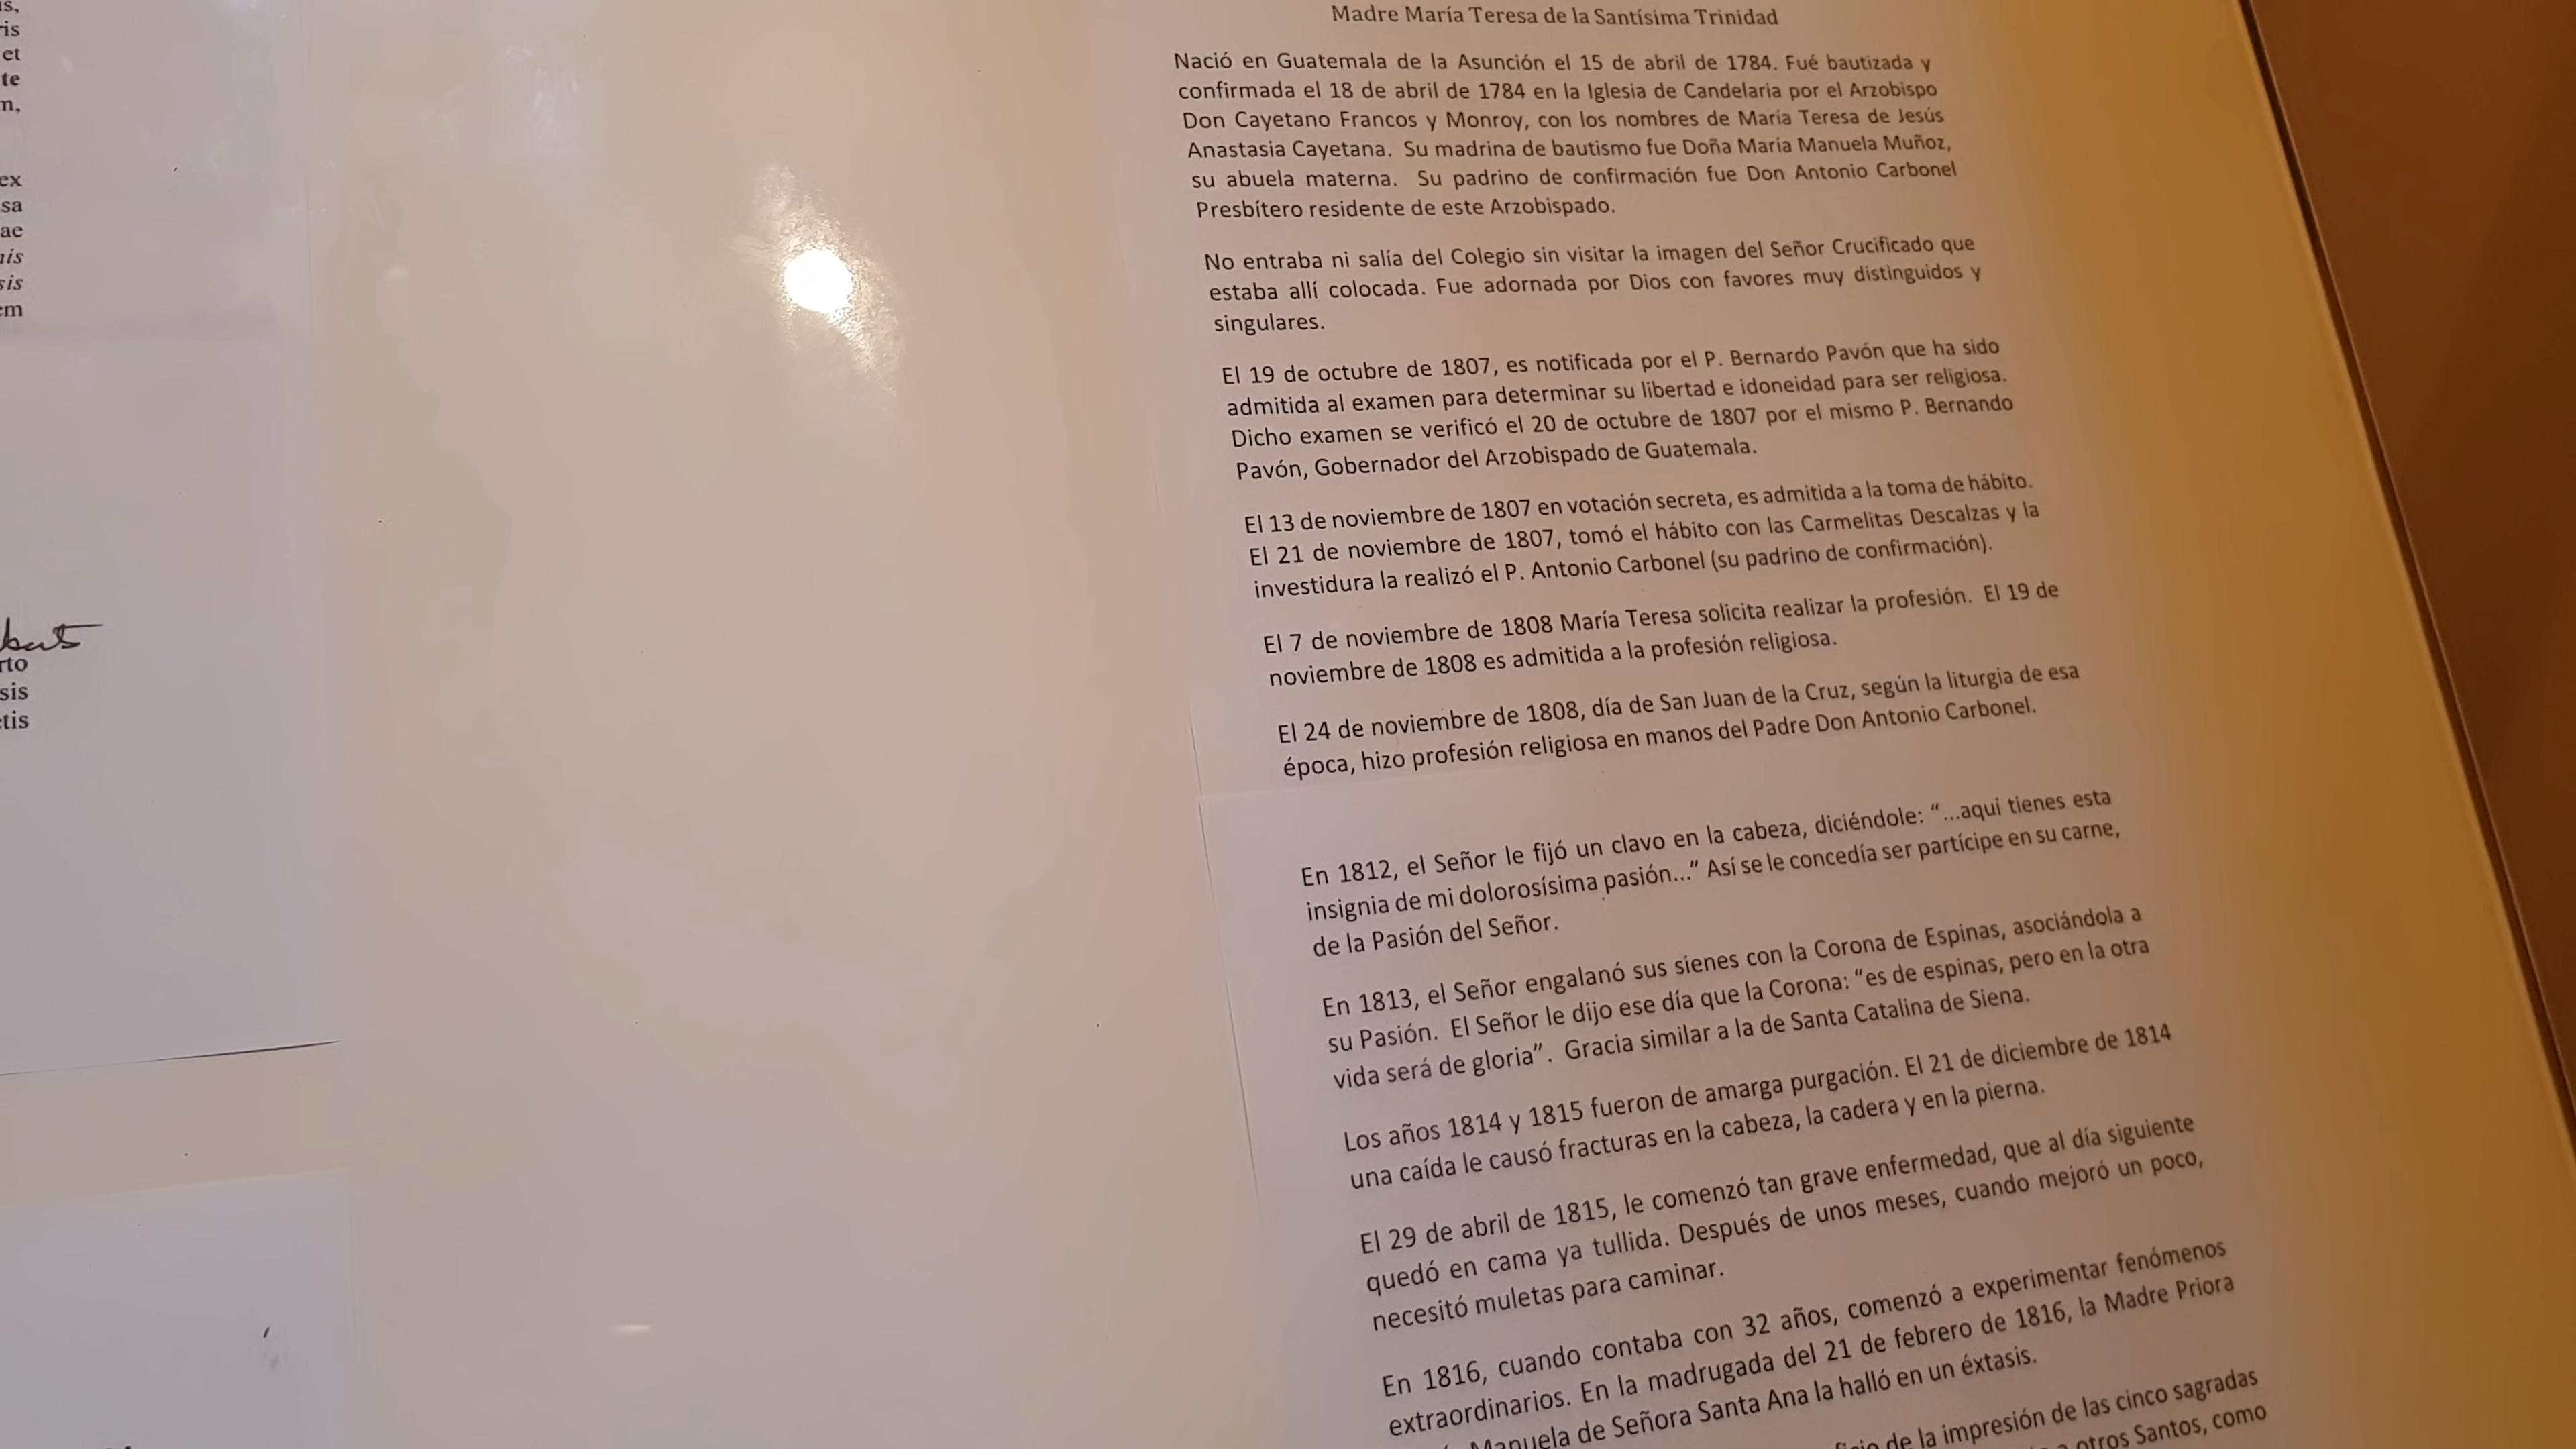 is,
ris
et
te
m,
ex
sa
ae
nis
sis
em
rto
sis
tis
Madre María Teresa de la Santísima Trinidad
Nació en Guatemala de la Asunción el 15 de abril de 1784. Fué bautizada y
confirmada el 18 de abril de 1784 en la Iglesia de Candelaria por el Arzobispo
Don Cayetano Francos y Monroy, con los nombres de María Teresa de Jesús
Anastasia Cayetana. Su madrina de bautismo fue Doña María Manuela Muñoz,
su abuela materna. Su padrino de confirmación fue Don Antonio Carbonel
Presbítero residente de este Arzobispado.
No entraba ni salía del Colegio sin visitar la imagen del Señor Crucificado que
estaba allí colocada. Fue adornada por Dios con favores muy distinguidos y
singulares.
El 19 de octubre de 1807, es notificada por el P. Bernardo Pavón que ha sido
admitida al examen para determinar su libertad e idoneidad para ser religiosa.
Dicho examen se verificó el 20 de octubre de 1807 por el mismo P. Bernando
Pavón, Gobernador del Arzobispado de Guatemala.
El 13 de noviembre de 1807 en votación secreta, es admitida a la toma de hábito.
El 21 de noviembre de 1807, tomó el hábito con las Carmelitas Descalzas y la
investidura la realizó el P. Antonio Carbonel (su padrino de confirmación).
El 7 de noviembre de 1808 María Teresa solicita realizar la profesión. El 19 de
noviembre de 1808 es admitida a la profesión religiosa.
El 24 de noviembre de 1808, día de San Juan de la Cruz, según la liturgia de esa
época, hizo profesión religiosa en manos del Padre Don Antonio Carbonel.
En 1812, el Señor le fijó un clavo en la cabeza, diciéndole: “...aquí tienes esta
insignia de mi dolorosísima pasión...” Así se le concedía ser partícipe en su carne,
de la Pasión del Señor.
En 1813, el Señor engalanó sus sienes con la Corona de Espinas, asociándola a
su Pasión. El Señor le dijo ese día que la Corona: “es de espinas, pero en la otra
vida será de gloria”. Gracia similar a la de Santa Catalina de Siena.
Los años 1814 y 1815 fueron de amarga purgación. El 21 de diciembre de 1814
una caída le causó fracturas en la cabeza, la cadera y en la pierna.
El 29 de abril de 1815, le comenzó tan grave enfermedad, que al día siguiente
quedó en cama ya tullida. Después de unos meses, cuando mejoró un poco,
necesitó muletas para caminar.
En 1816, cuando contaba con 32 años, comenzó a experimentar fenómenos
extraordinarios. En la madrugada del 21 de febrero de 1816, la Madre Priora
Manuela de Señora Santa Ana la halló en un éxtasis.
de la impresión de las cinco sagradas
otros Santos, como